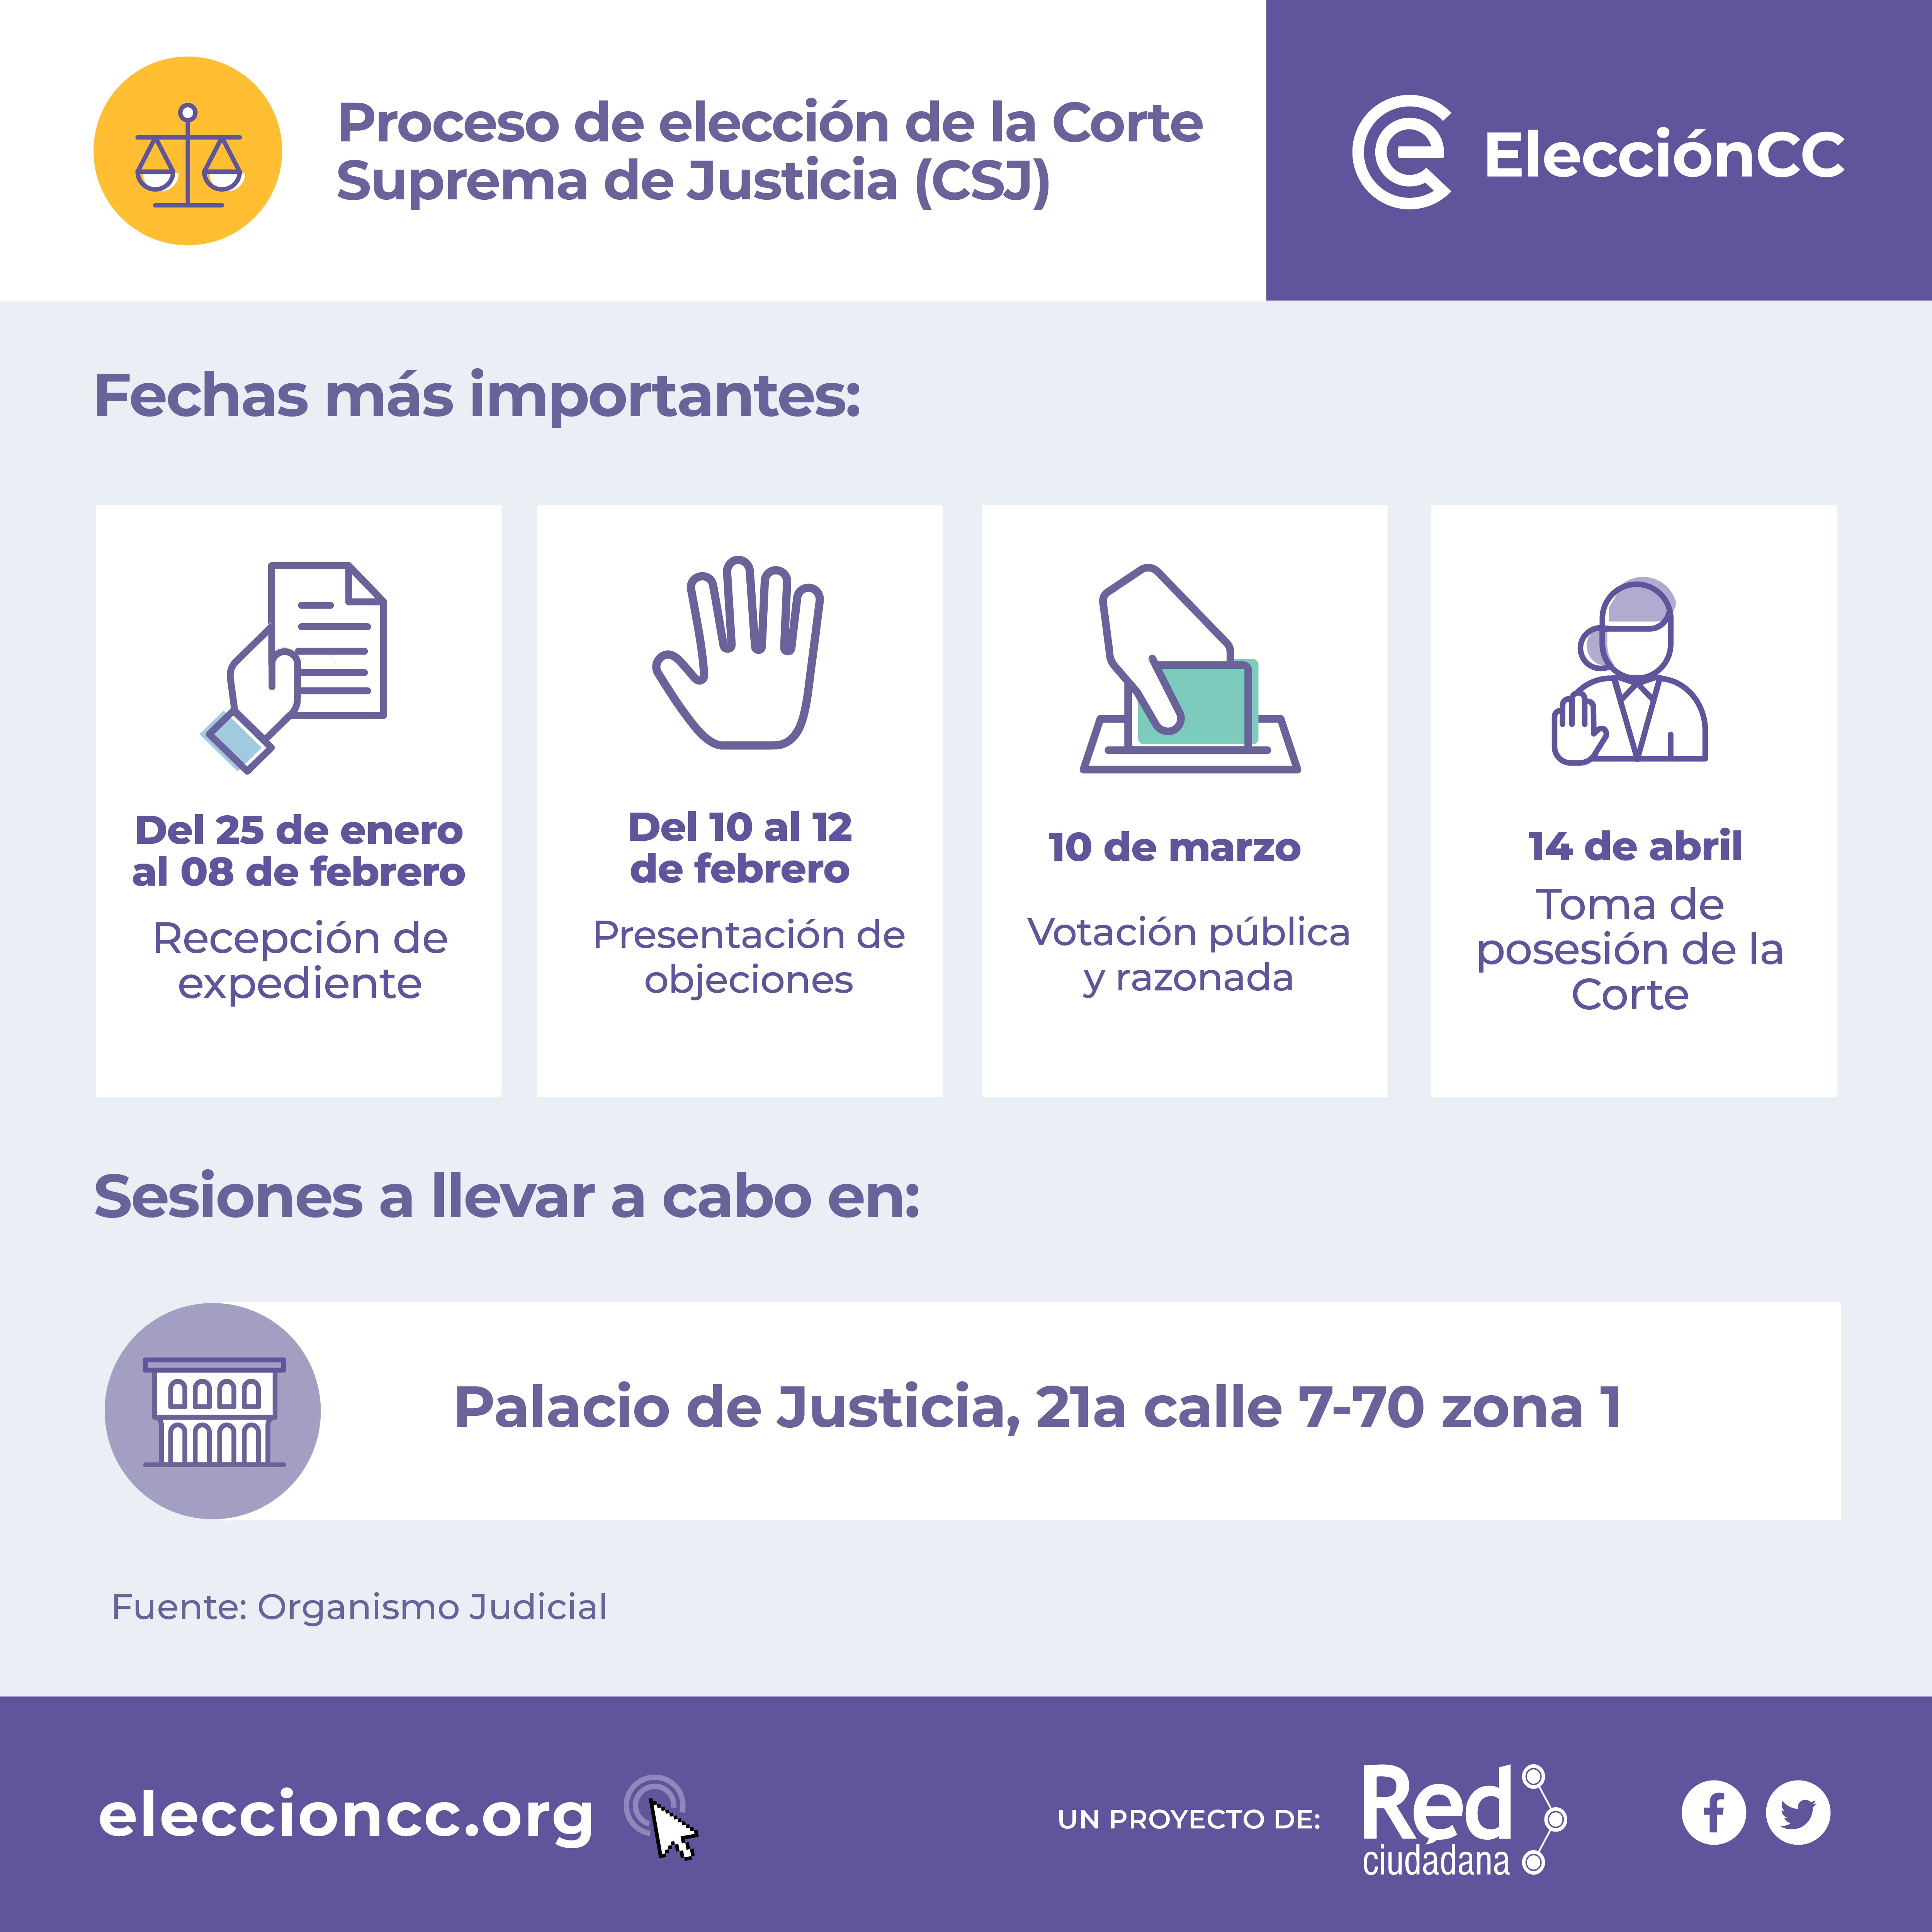 Proceso de elección de la Corte
Suprema de Justicia (CSJ)
ElecciónCC
Fechas más importantes:
Del 25 de enero
al 08 de febrero
Recepción de
expediente
Del 10 al 12
de febrero
Presentación de
objeciones
10 de marzo
Votación pública
y razonada
14 de abril
Toma de
posesión de la
Corte
Sesiones a llevar a cabo en:
Palacio de Justicia, 21a calle 7-70 zona 1
Fuente: Organismo Judicial
eleccioncc.org
UN PROYECTO DE:
Red
ciudadana